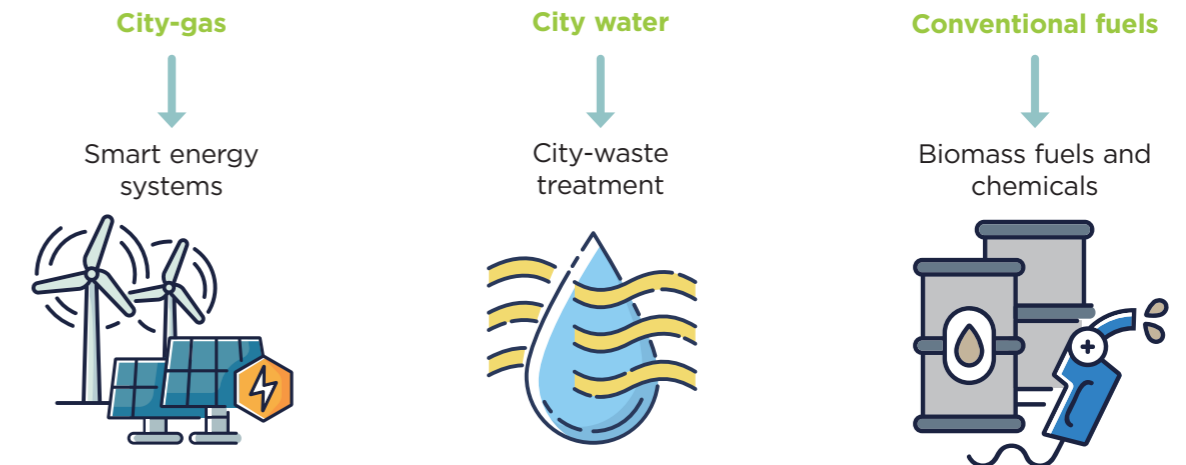 City-gas
Smart energy
systems
City water
City-waste
treatment
Conventional fuels
Biomass fuels and
chemicals